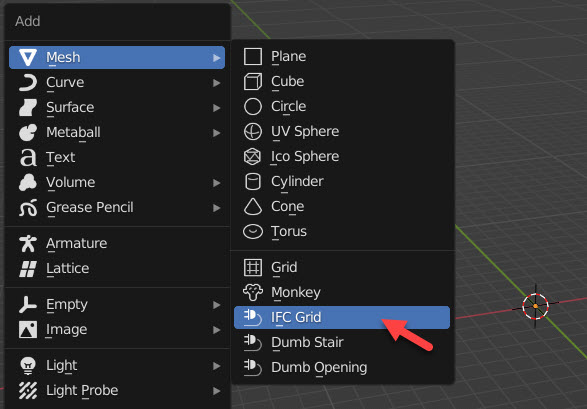 Add
Mesh
Curve
Surface
Metaball
Text
Volume
Grease Pencil
Armature
Lattice
Empty
Image
Light
Light Probe
Plane
Cube
Circle
UV Sphere
Ico Sphere
Cylinder
Cone
Torus
Grid
Monkey
IFC Grid
Dumb Stair
Dumb Opening